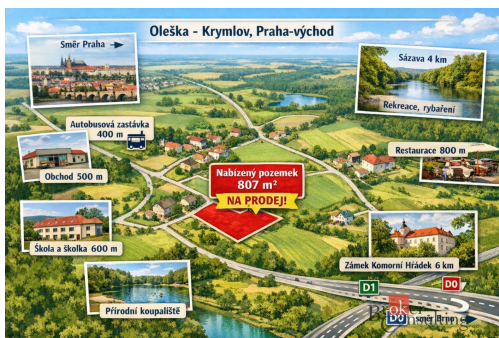 Oleška - Krymlov, Praha-východ
Směr Praha
Sázava 4 km
Rekreace, rybaření
Autobusová zastávka
400 m
Obchod 500 m
Restaurace 800 m
Nabízený pozemek
807 m²
NA PRODEJ!
Škola a školka 600 m
Zámek Komorní Hřádek 6 km
Přírodní koupaliště
D1
D0
směr Brno